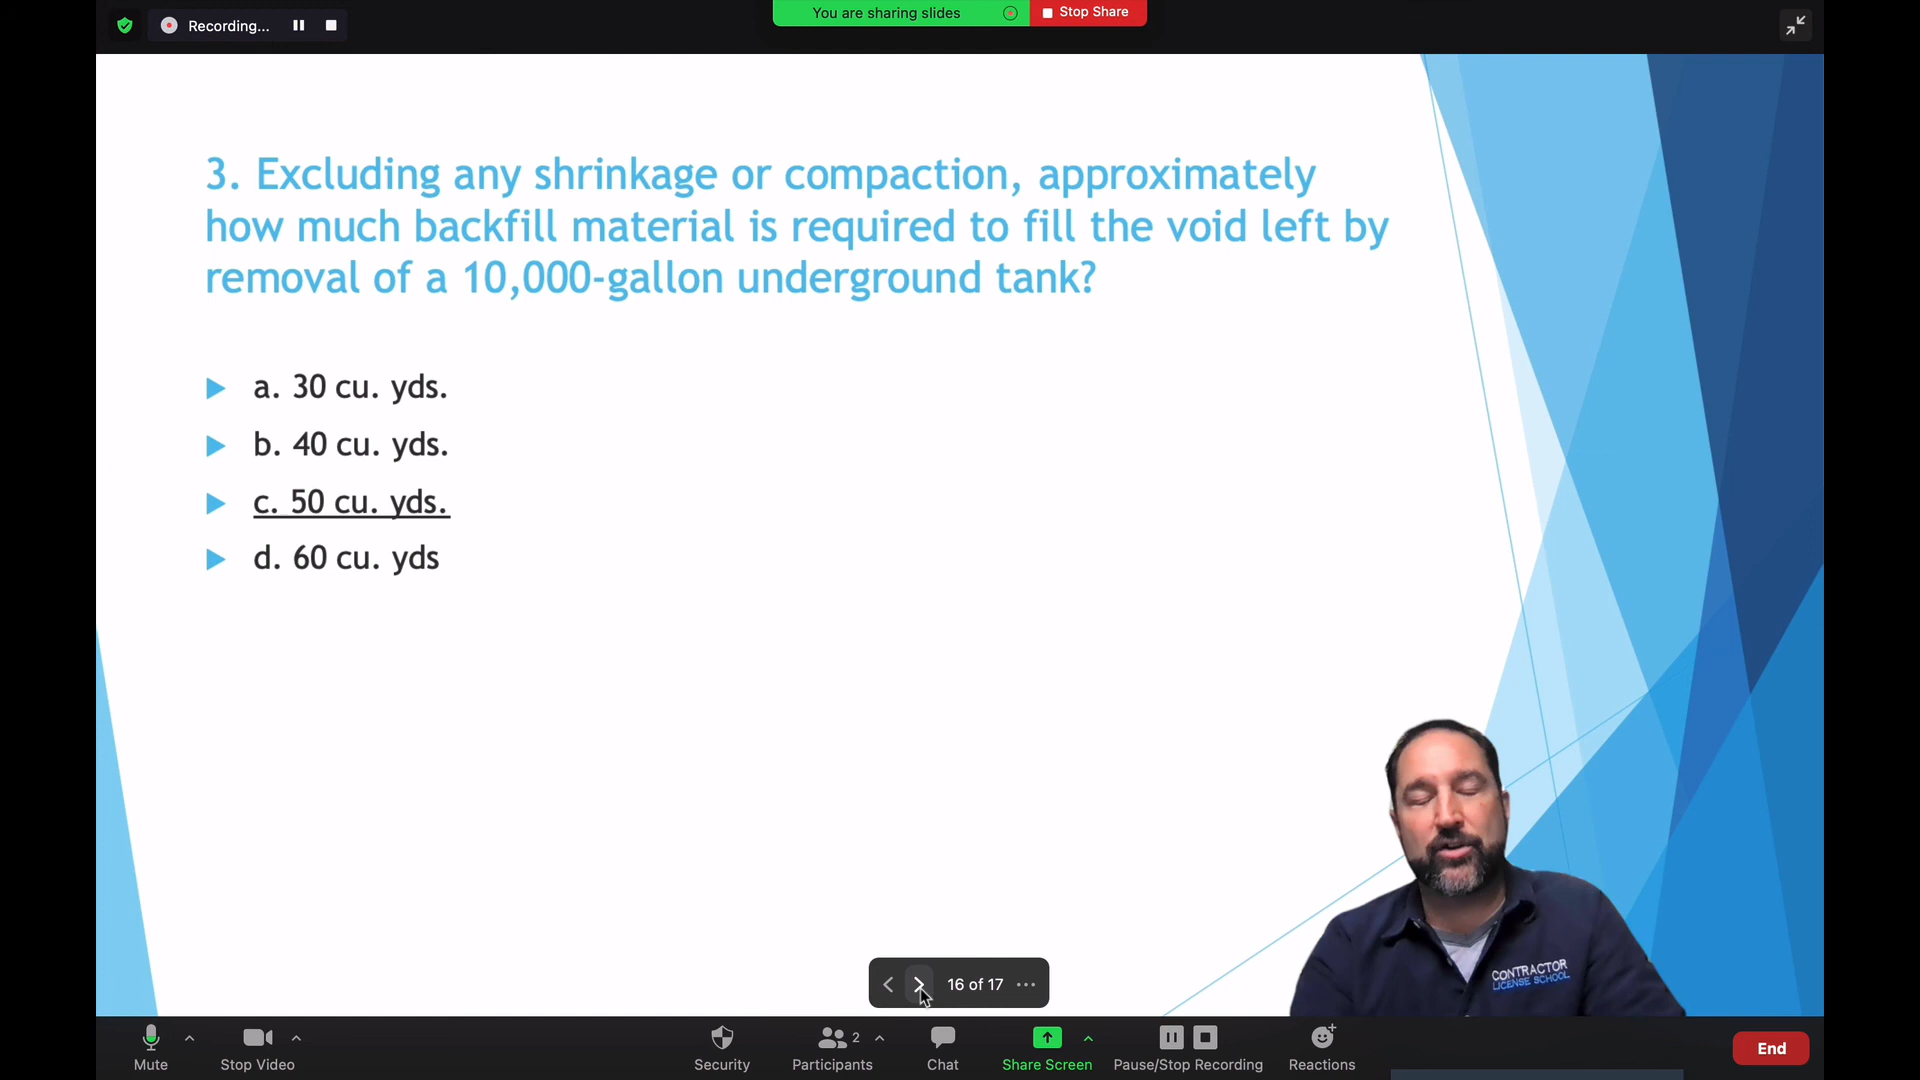 Recording...
You are sharing slides
Stop Share
3. Excluding any shrinkage or compaction, approximately
how much backfill material is required to fill the void left by
removal of a 10,000-gallon underground tank?
a. 30 cu. yds.
b. 40 cu. yds.
c. 50 cu. yds.
d. 60 cu. yds
CONTRACTOR
LICENSE SCHOOL
16 of 17
Mute
Stop Video
Security
2
Participants
Chat
Share Screen
Pause/Stop Recording
Reactions
End